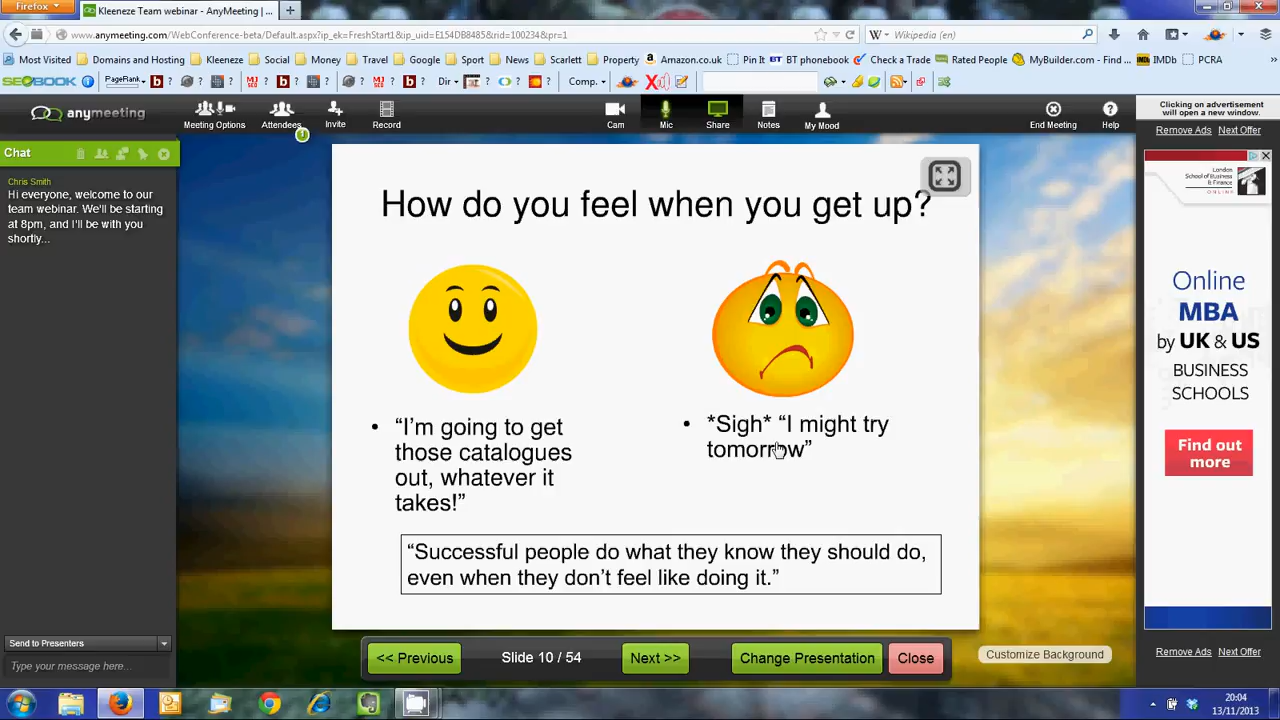 Firefox
Kleeneze Team webinar - AnyMeeting | ...
www.anymeeting.com/WebConference-beta/Default.aspx?ip_ek=FreshStart1&ip_uid=E154DB8485&rid=100234&pr=1
Wikipedia (en)
Most Visited
Domains and Hosting
Kleeneze
Social
Money
Travel
Google
Sport
News
Scarlett
Property
Amazon.co.uk
Pin It
BT phonebook
Check a Trade
Rated People
MyBuilder.com - Find ...
IMDb
PCRA
SEOBOOK
PageRank
Dir
Comp.
anymeeting
Meeting Options
Attendees
1
Invite
Record
Cam
Mic
Share
Notes
My Mood
End Meeting
Help
Clicking on advertisement
will open a new window.
Remove Ads Next Offer
Chat
Chris Smith
Hi everyone, welcome to our
team webinar. We'll be starting
at 8pm, and I'll be with you
shortly...
How do you feel when you get up?
• “I’m going to get
those catalogues
out, whatever it
takes!”
• *Sigh* “I might try
tomorrow”
“Successful people do what they know they should do,
even when they don’t feel like doing it.”
London
School of Business
& Finance
ONLINE
Online
MBA
by UK & US
BUSINESS
SCHOOLS
Find out
more
Remove Ads Next Offer
Send to Presenters
Type your message here...
<< Previous
Slide 10 / 54
Next >>
Change Presentation
Close
Customize Background
20:04
13/11/2013